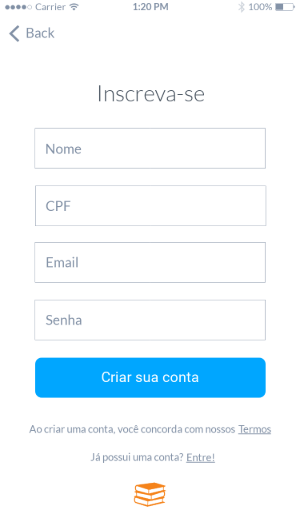 Carrier 1:20 PM 100%
Back
Inscreva-se
Nome
CPF
Email
Senha
Criar sua conta
Ao criar uma conta, você concorda com nossos Termos
Já possui uma conta? Entre!